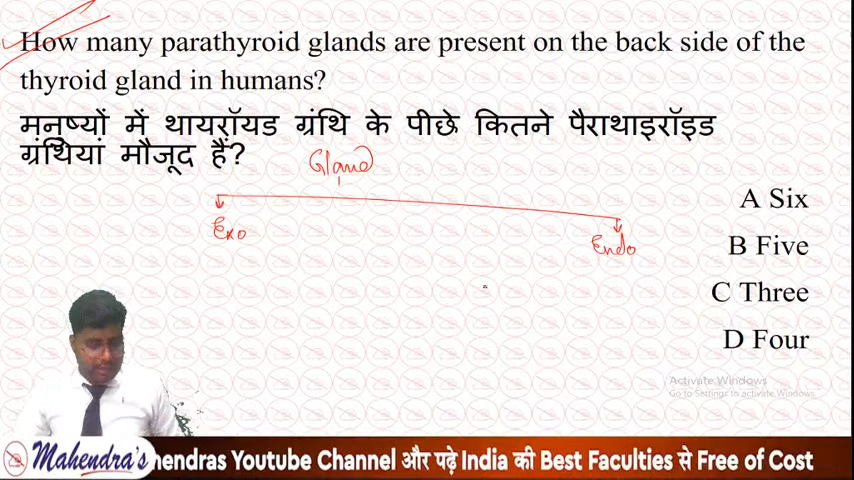 How many parathyroid glands are present on the back side of the
thyroid gland in humans?
मनुष्यों में थायरॉयड ग्रंथि के पीछे कितने पैराथाइरॉइड
ग्रंथियां मौजूद हैं?
Gland
Exo
Endo
A Six
B Five
C Three
D Four
Activate Windows
Go to Settings to activate Windows.
Mahendra's
hendras Youtube Channel और पढ़े India की Best Faculties से Free of Cost